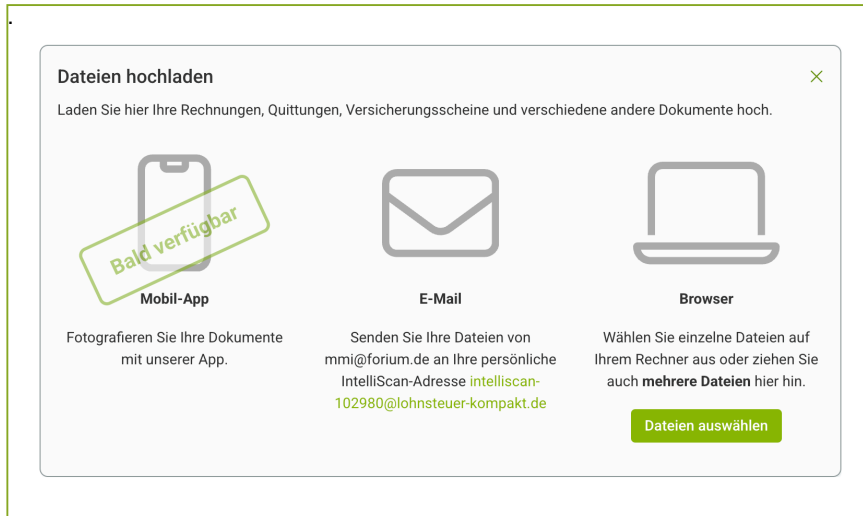 .
Dateien hochladen
Laden Sie hier Ihre Rechnungen, Quittungen, Versicherungsscheine und verschiedene andere Dokumente hoch.
Bald verfügbar
Mobil-App
Fotografieren Sie Ihre Dokumente
mit unserer App.
E-Mail
Senden Sie Ihre Dateien von
mmi@forium.de an Ihre persönliche
IntelliScan-Adresse intelliscan-
102980@lohnsteuer-kompakt.de
Browser
Wählen Sie einzelne Dateien auf
Ihrem Rechner aus oder ziehen Sie
auch mehrere Dateien hier hin.
Dateien auswählen